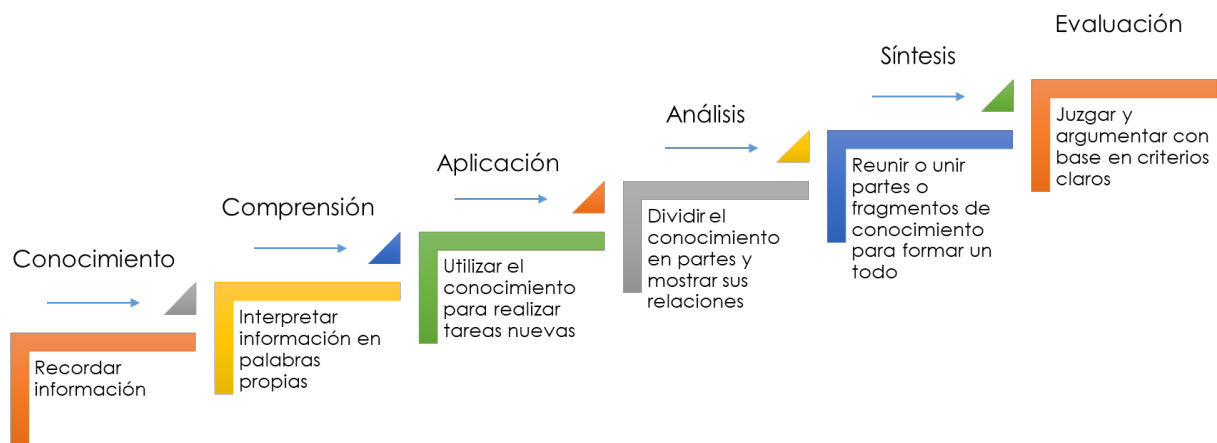 Conocimiento
Recordar
información
Comprensión
Interpretar
información en
palabras
propias
Aplicación
Utilizar el
conocimiento
para realizar
tareas nuevas
Análisis
Dividir el
conocimiento
en partes y
mostrar sus
relaciones
Síntesis
Reunir o unir
partes o
fragmentos de
conocimiento
para formar un
todo
Evaluación
Juzgar y
argumentar con
base en criterios
claros